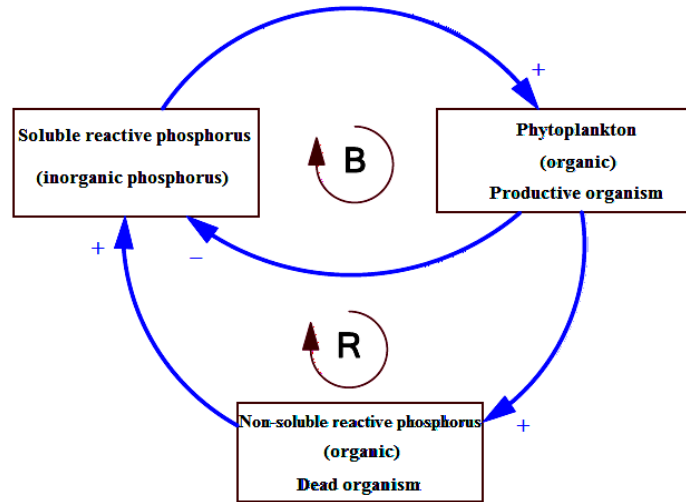 Soluble reactive phosphorus
(inorganic phosphorus)
+
Phytoplankton
(organic)
Productive organism
B
+
−
R
Non-soluble reactive phosphorus
(organic)
Dead organism
+